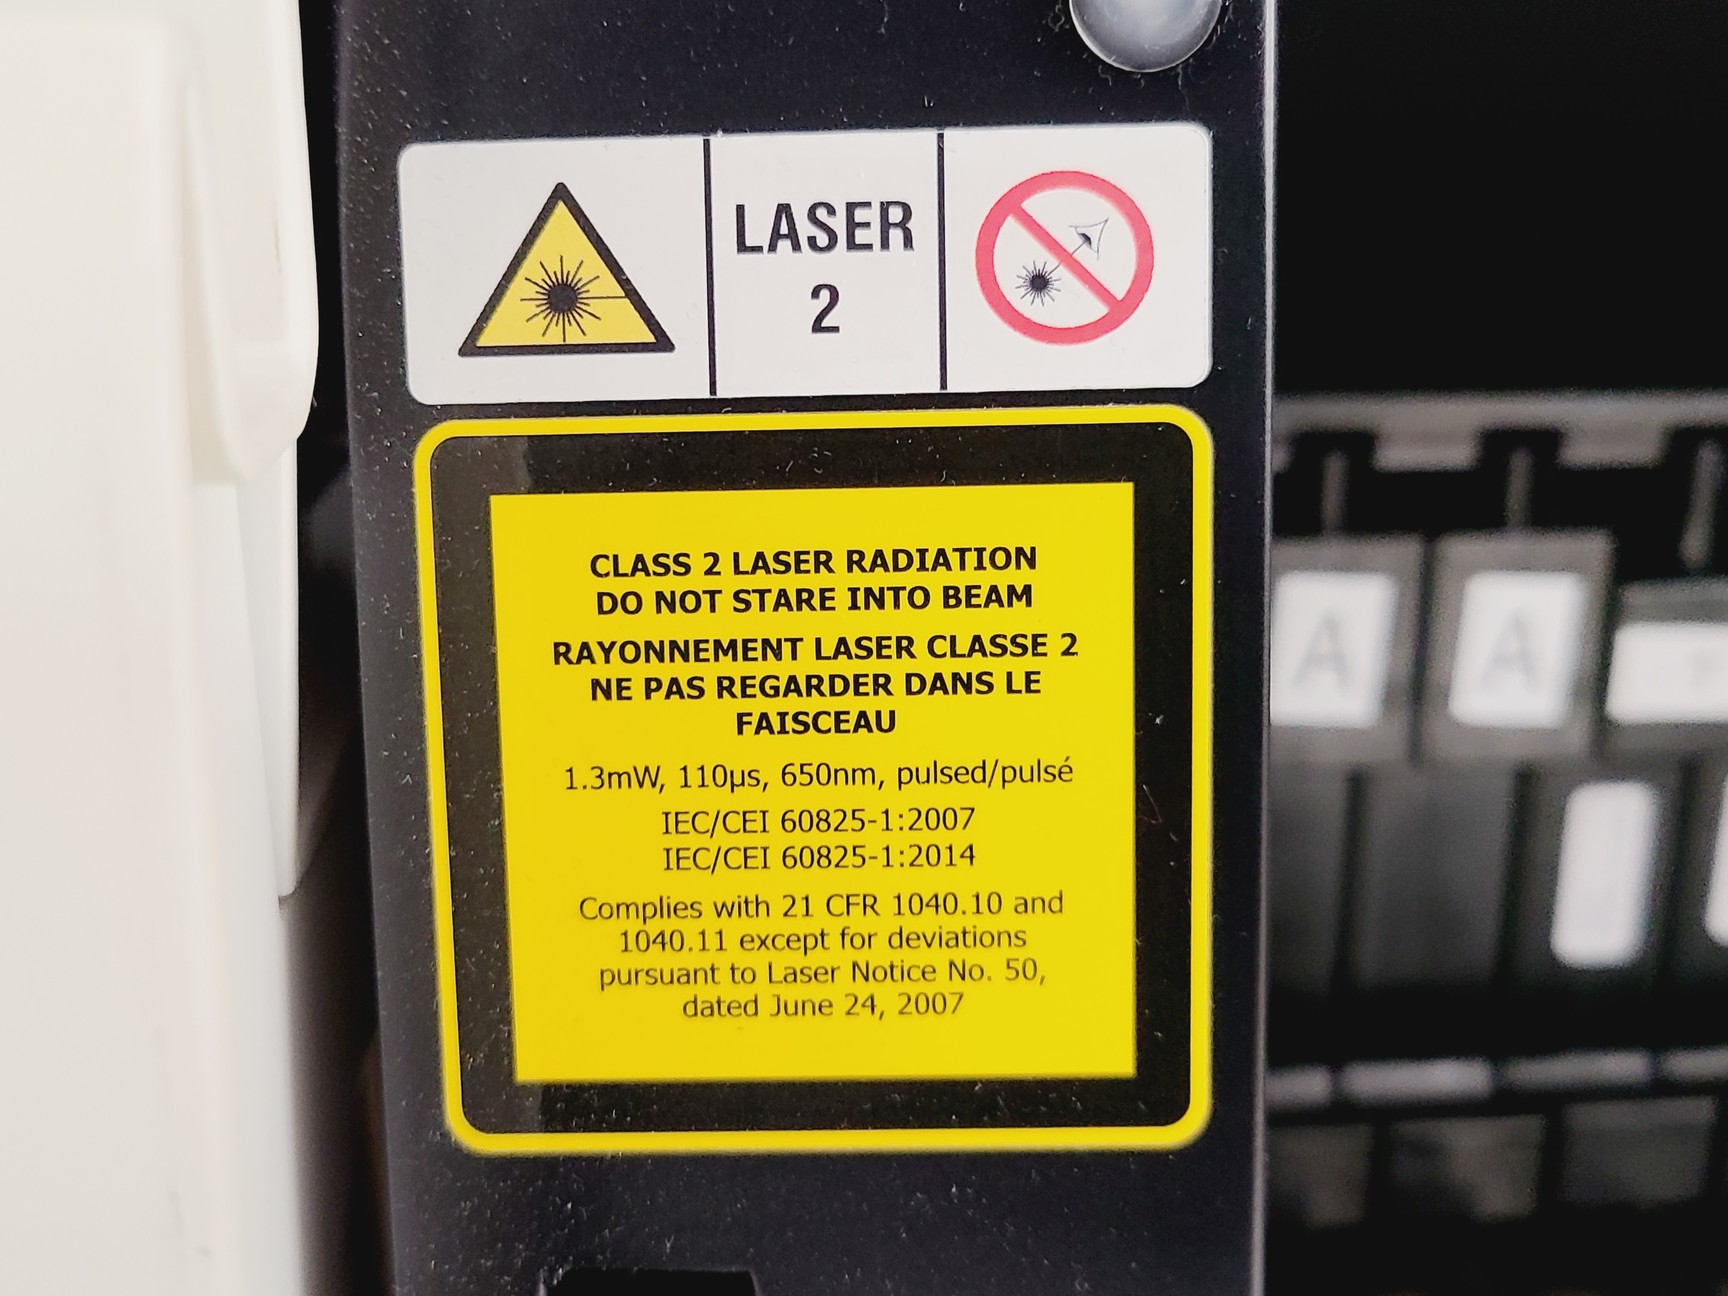 LASER
2
CLASS 2 LASER RADIATION
DO NOT STARE INTO BEAM
RAYONNEMENT LASER CLASSE 2
NE PAS REGARDER DANS LE
FAISCEAU
1.3mW, 110µs, 650nm, pulsed/pulsé
IEC/CEI 60825-1:2007
IEC/CEI 60825-1:2014
Complies with 21 CFR 1040.10 and
1040.11 except for deviations
pursuant to Laser Notice No. 50,
dated June 24, 2007
A A